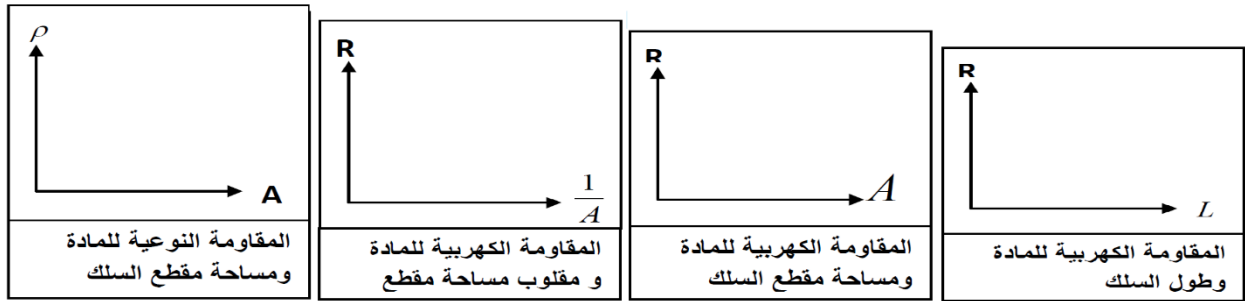 R
L
المقاومة الكهربية للمادة
وطول السلك
R
A
المقاومة الكهربية للمادة
ومساحة مقطع السلك
R
1
A
المقاومة الكهربية للمادة
و مقلوب مساحة مقطع
ρ
A
المقاومة النوعية للمادة
ومساحة مقطع السلك